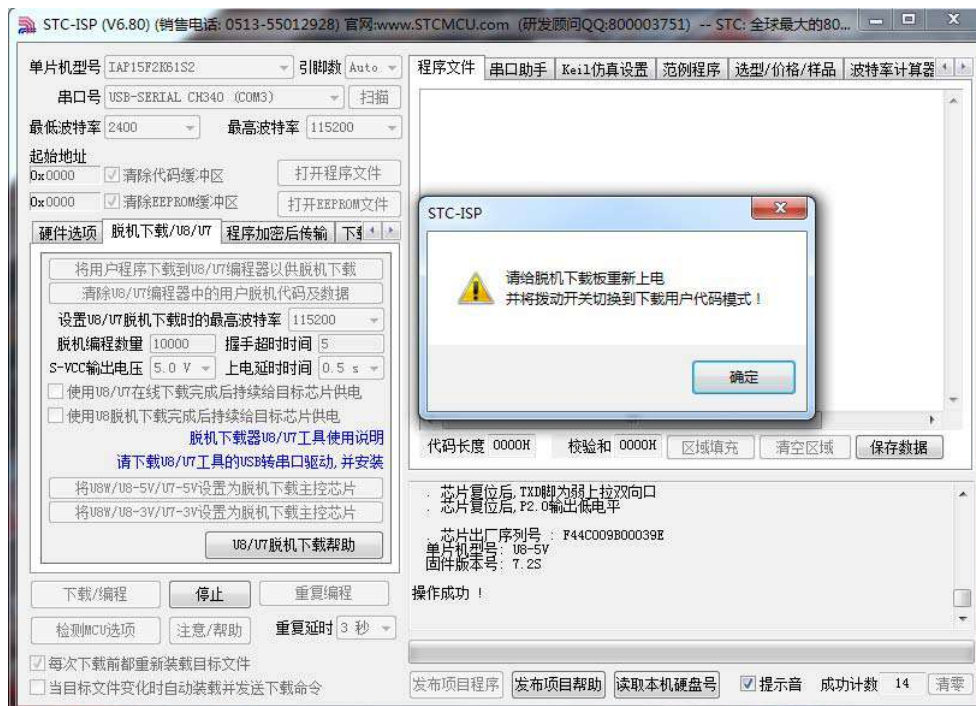 STC-ISP (V6.80) (销售电话: 0513-55012928) 官网:www.STCMCU.com (研发顾问QQ:800003751) -- STC: 全球最大的80...
单片机型号 IAP15F2K61S2 引脚数 Auto
串口号 USB-SERIAL CH340 (COM3) 扫描
最低波特率 2400 最高波特率 115200
起始地址
0x0000 清除代码缓冲区 打开程序文件
0x0000 清除EEPROM缓冲区 打开EEPROM文件
硬件选项 脱机下载/U8/U7 程序加密后传输
将用户程序下载到U8/U7编程器以供脱机下载
清除U8/U7编程器中的用户脱机代码及数据
设置U8/U7脱机下载时的最高波特率 115200
脱机编程数量 10000 握手超时时间 5
S-VCC输出电压 5.0 V 上电延时时间 0.5 s
使用U8/U7在线下载完成后持续给目标芯片供电
使用U8脱机下载完成后持续给目标芯片供电
脱机下载器U8/U7工具使用说明
请下载U8/U7工具的USB转串口驱动,并安装
将U8W/U8-5V/U7-5V设置为脱机下载主控芯片
将U8W/U8-3V/U7-3V设置为脱机下载主控芯片
U8/U7脱机下载帮助
下载/编程 停止 重复编程
检测MCU选项 注意/帮助 重复延时 3 秒
每次下载前都重新装载目标文件
当目标文件变化时自动装载并发送下载命令
程序文件 串口助手 Keil仿真设置 范例程序 选型/价格/样品 波特率计算器
STC-ISP
请给脱机下载板重新上电
并将拨动开关切换到下载用户代码模式！
确定
代码长度 0000H 校验和 0000H 区域填充 清空区域 保存数据
. 芯片复位后,TXD脚为弱上拉双向口
. 芯片复位后,P2.0输出低电平
. 芯片出厂序列号 : F44C009B00039E
单片机型号: U8-5V
固件版本号: 7.2S
操作成功 !
发布项目程序 发布项目帮助 读取本机硬盘号 提示音 成功计数 14 清零